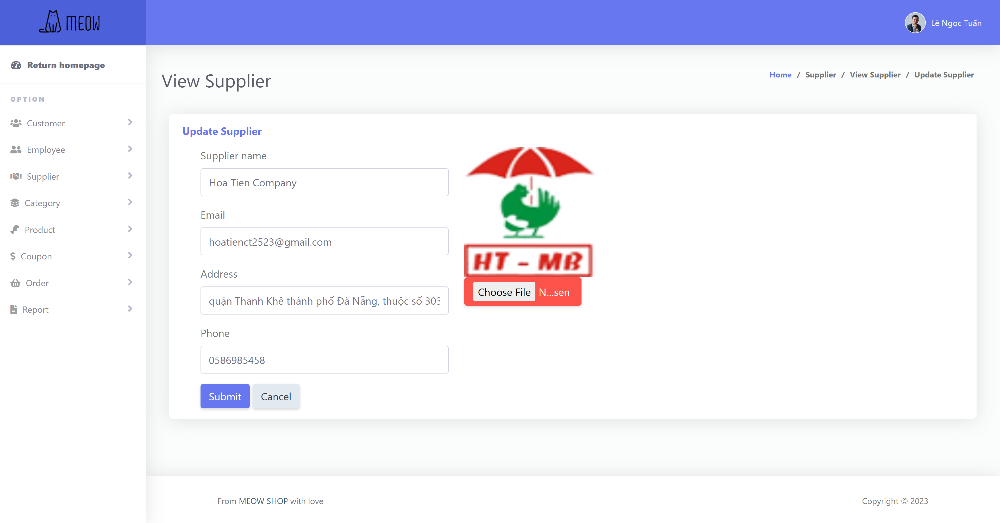 MEOW
Lê Ngọc Tuấn
Return homepage
OPTION
Customer
Employee
Supplier
Category
Product
Coupon
Order
Report
View Supplier
Home / Supplier / View Supplier / Update Supplier
Update Supplier
Supplier name
Hoa Tien Company
Email
hoatienct2523@gmail.com
Address
quận Thanh Khê thành phố Đà Nẵng, thuộc số 303
Phone
0586985458
Submit Cancel
HT - MB
Choose File N...sen
From MEOW SHOP with love
Copyright © 2023